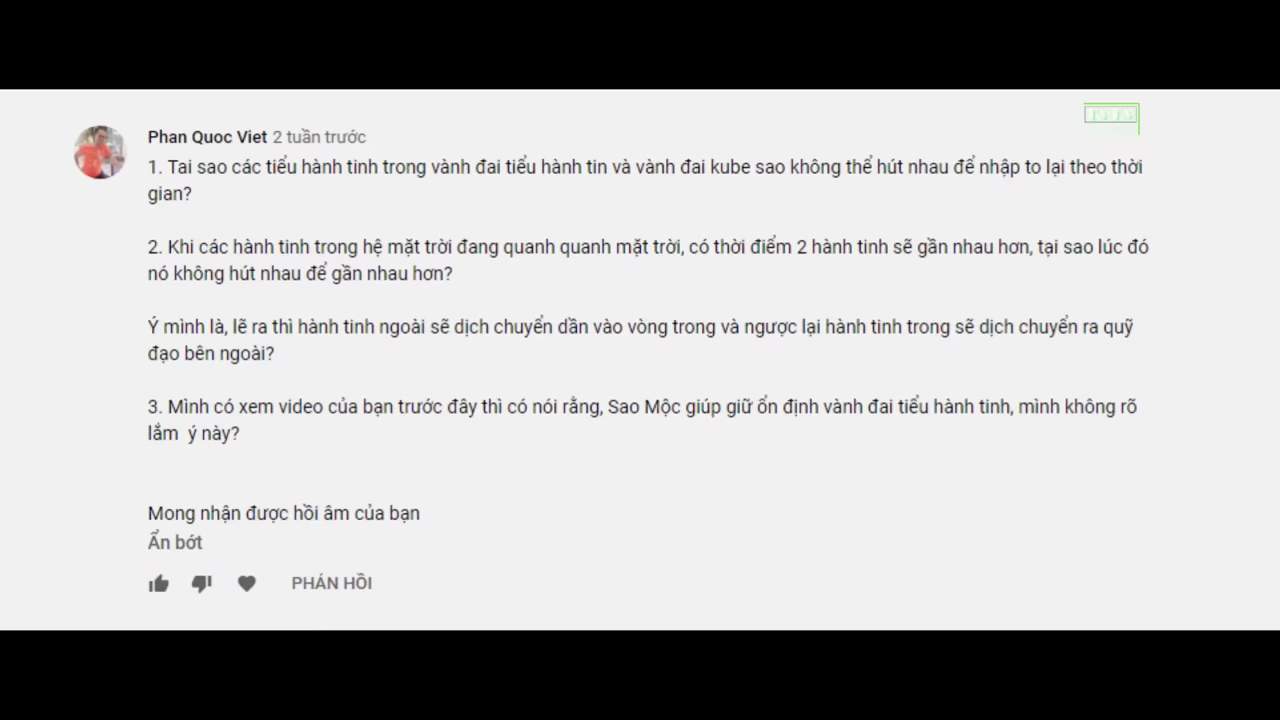 Phan Quoc Viet 2 tuần trước
1. Tai sao các tiểu hành tinh trong vành đai tiểu hành tin và vành đai kube sao không thể hút nhau để nhập to lại theo thời
gian?
2. Khi các hành tinh trong hệ mặt trời đang quanh quanh mặt trời, có thời điểm 2 hành tinh sẽ gần nhau hơn, tại sao lúc đó
nó không hút nhau để gần nhau hơn?
Ý mình là, lẽ ra thì hành tinh ngoài sẽ dịch chuyển dần vào vòng trong và ngược lại hành tinh trong sẽ dịch chuyển ra quỹ
đạo bên ngoài?
3. Mình có xem video của bạn trước đây thì có nói rằng, Sao Mộc giúp giữ ổn định vành đai tiểu hành tinh, mình không rõ
lắm ý này?
Mong nhận được hồi âm của bạn
Ẩn bớt
PHẢN HỒI